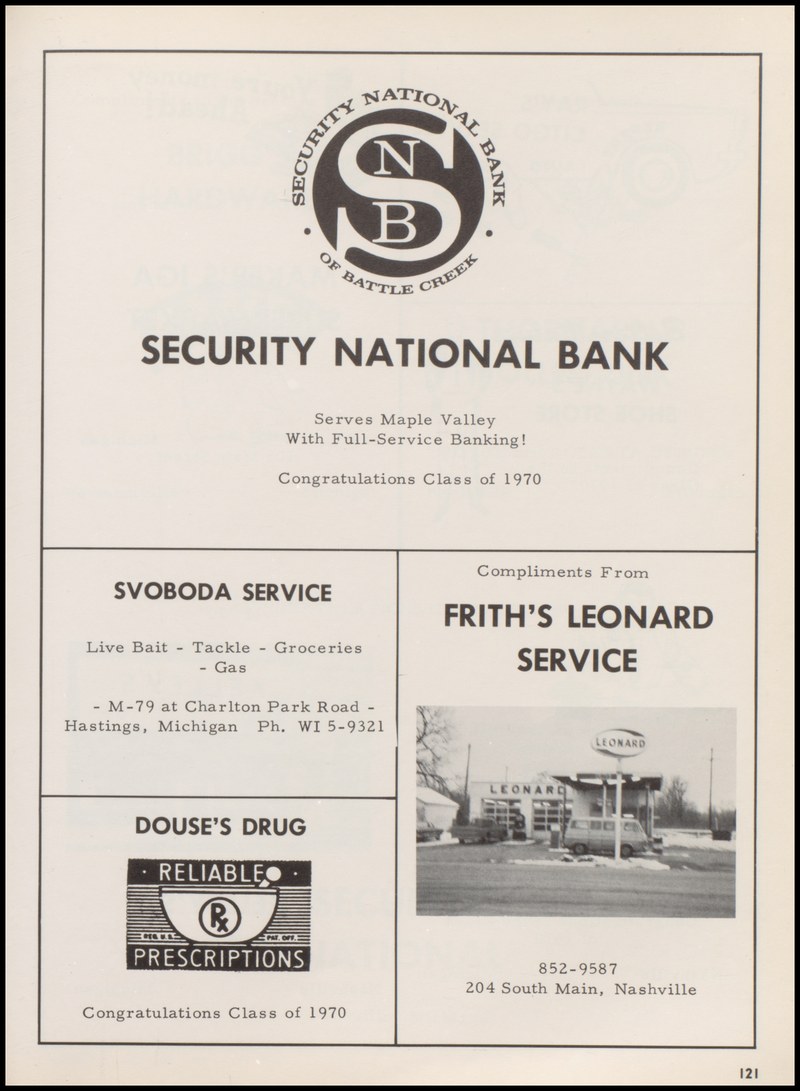 SECURITY NATIONAL BANK
S
N
B
• OF BATTLE CREEK •
SECURITY NATIONAL BANK
Serves Maple Valley
With Full-Service Banking!
Congratulations Class of 1970
SVOBODA SERVICE
Live Bait - Tackle - Groceries
- Gas
- M-79 at Charlton Park Road -
Hastings, Michigan Ph. WI 5-9321
DOUSE'S DRUG
· RELIABLE ·
Rx
REG. U.S. PAT. OFF.
PRESCRIPTIONS
Congratulations Class of 1970
Compliments From
FRITH'S LEONARD
SERVICE
LEONARD
LEONARD
852-9587
204 South Main, Nashville
121